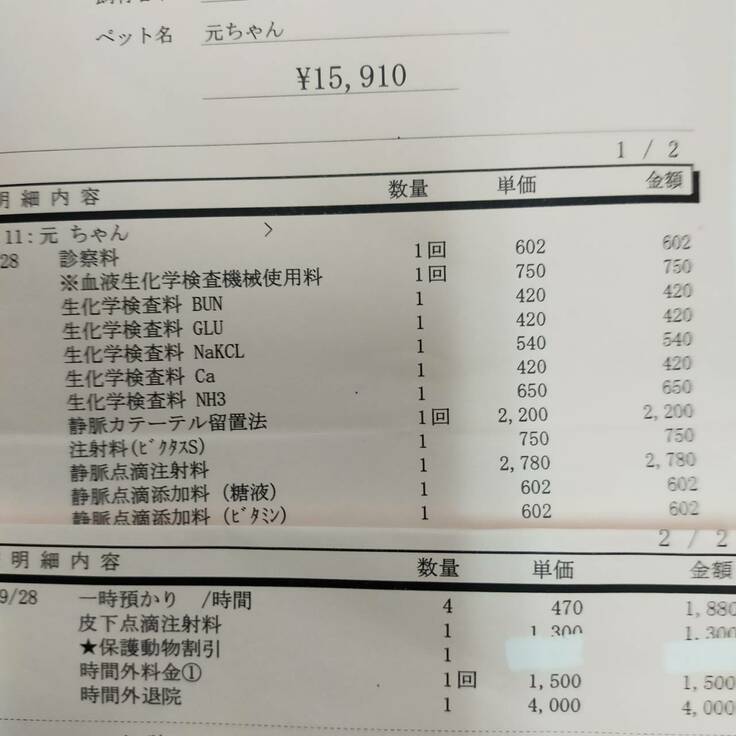 ペット名 元ちゃん
¥15,910
1 / 2
明細内容 数量 単価 金額
11:元 ちゃん >
28 診察料 1回 602 602
※血液生化学検査機械使用料 1回 750 750
生化学検査料 BUN 1 420 420
生化学検査料 GLU 1 420 420
生化学検査料 NaKCL 1 540 540
生化学検査料 Ca 1 420 420
生化学検査料 NH3 1 650 650
静脈カテーテル留置法 1回 2,200 2,200
注射料(ﾋﾞｸﾀｽS) 1 750 750
静脈点滴注射料 1 2,780 2,780
静脈点滴添加料 (糖液) 1 602 602
静脈点滴添加料 (ﾋﾞﾀﾐﾝ) 1 602 602
2 / 2
明細内容 数量 単価 金額
9/28 一時預かり /時間 4 470 1,880
皮下点滴注射料 1 1,300 1,300
★保護動物割引 1
時間外料金① 1回 1,500 1,500
時間外退院 1 4,000 4,000